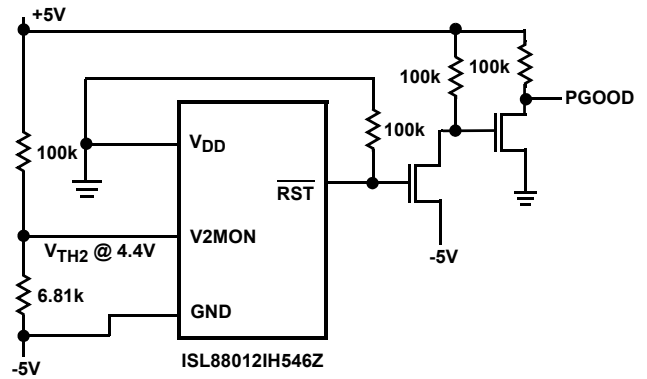 +5V
100k
100k
PGOOD
100k
100k
VDD
RST
V2MON
VTH2 @ 4.4V
-5V
6.81k
GND
-5V
ISL88012IH546Z